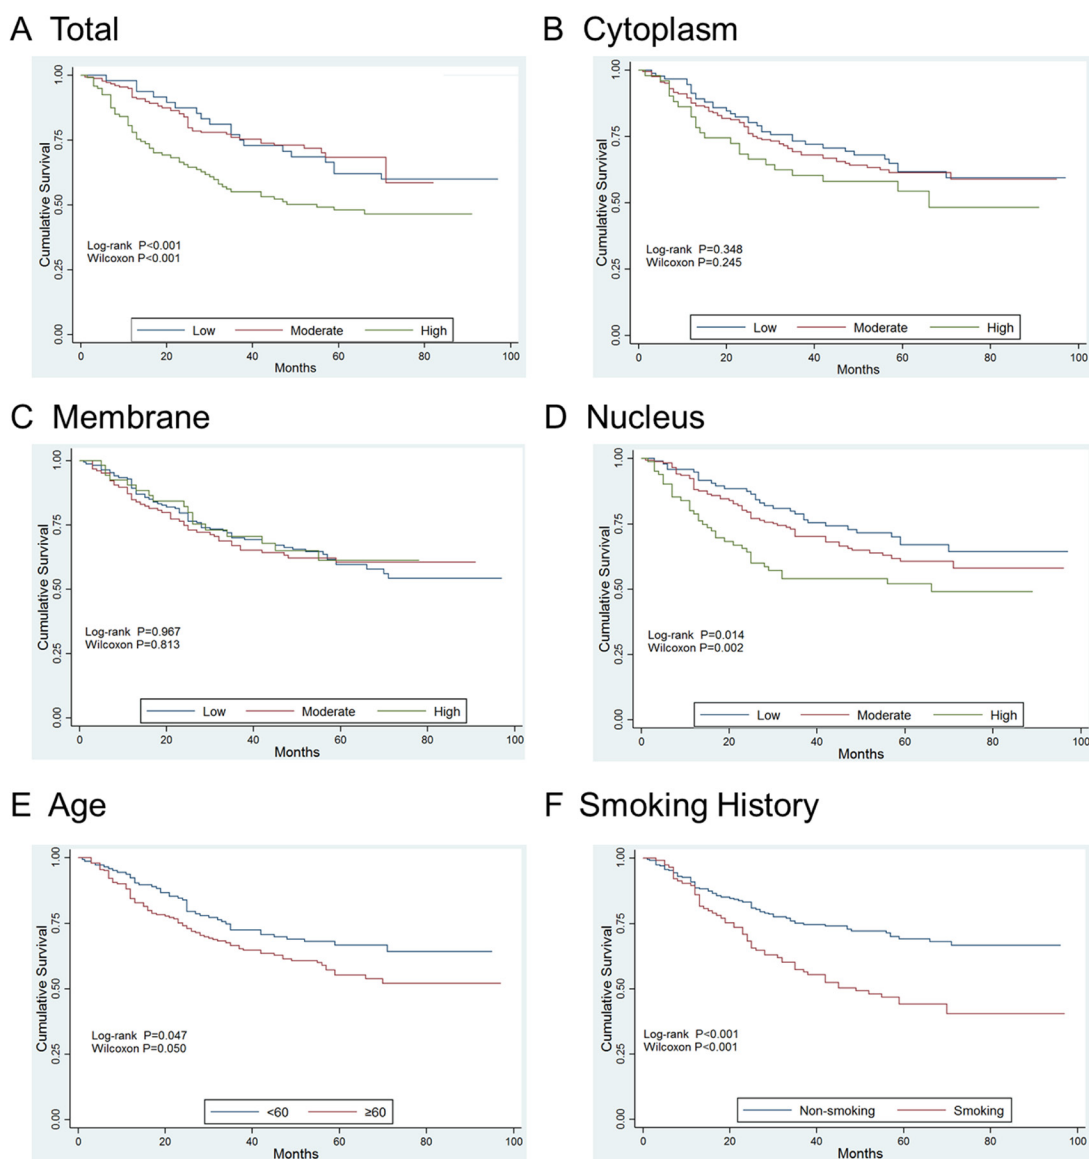 A Total
1.00
0.75
0.50
0.25
0.00
Cumulative Survival
Log-rank P<0.001
Wilcoxon P<0.001
Low Moderate High
0 20 40 60 80 100
Months
B Cytoplasm
1.00
0.75
0.50
0.25
0.00
Cumulative Survival
Log-rank P=0.348
Wilcoxon P=0.245
Low Moderate High
0 20 40 60 80 100
Months
C Membrane
1.00
0.75
0.50
0.25
0.00
Cumulative Survival
Log-rank P=0.967
Wilcoxon P=0.813
Low Moderate High
0 20 40 60 80 100
Months
D Nucleus
1.00
0.75
0.50
0.25
0.00
Cumulative Survival
Log-rank P=0.014
Wilcoxon P=0.002
Low Moderate High
0 20 40 60 80 100
Months
E Age
1.00
0.75
0.50
0.25
0.00
Cumulative Survival
Log-rank P=0.047
Wilcoxon P=0.050
<60 ≥60
0 20 40 60 80 100
Months
F Smoking History
1.00
0.75
0.50
0.25
0.00
Cumulative Survival
Log-rank P<0.001
Wilcoxon P<0.001
Non-smoking Smoking
0 20 40 60 80 100
Months